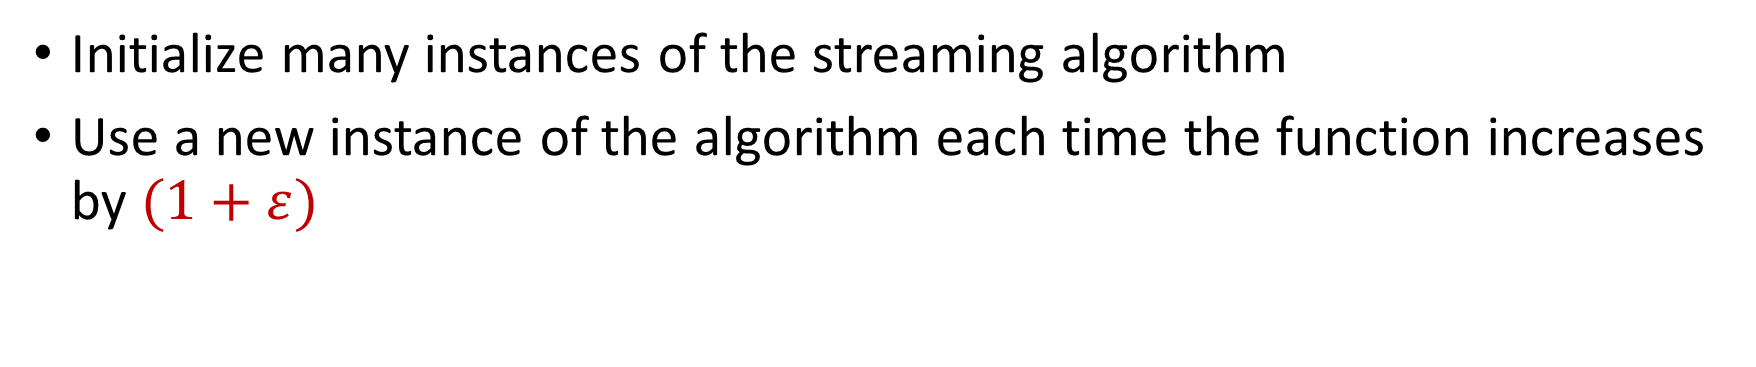 • Initialize many instances of the streaming algorithm
• Use a new instance of the algorithm each time the function increases
by (1 + ε)